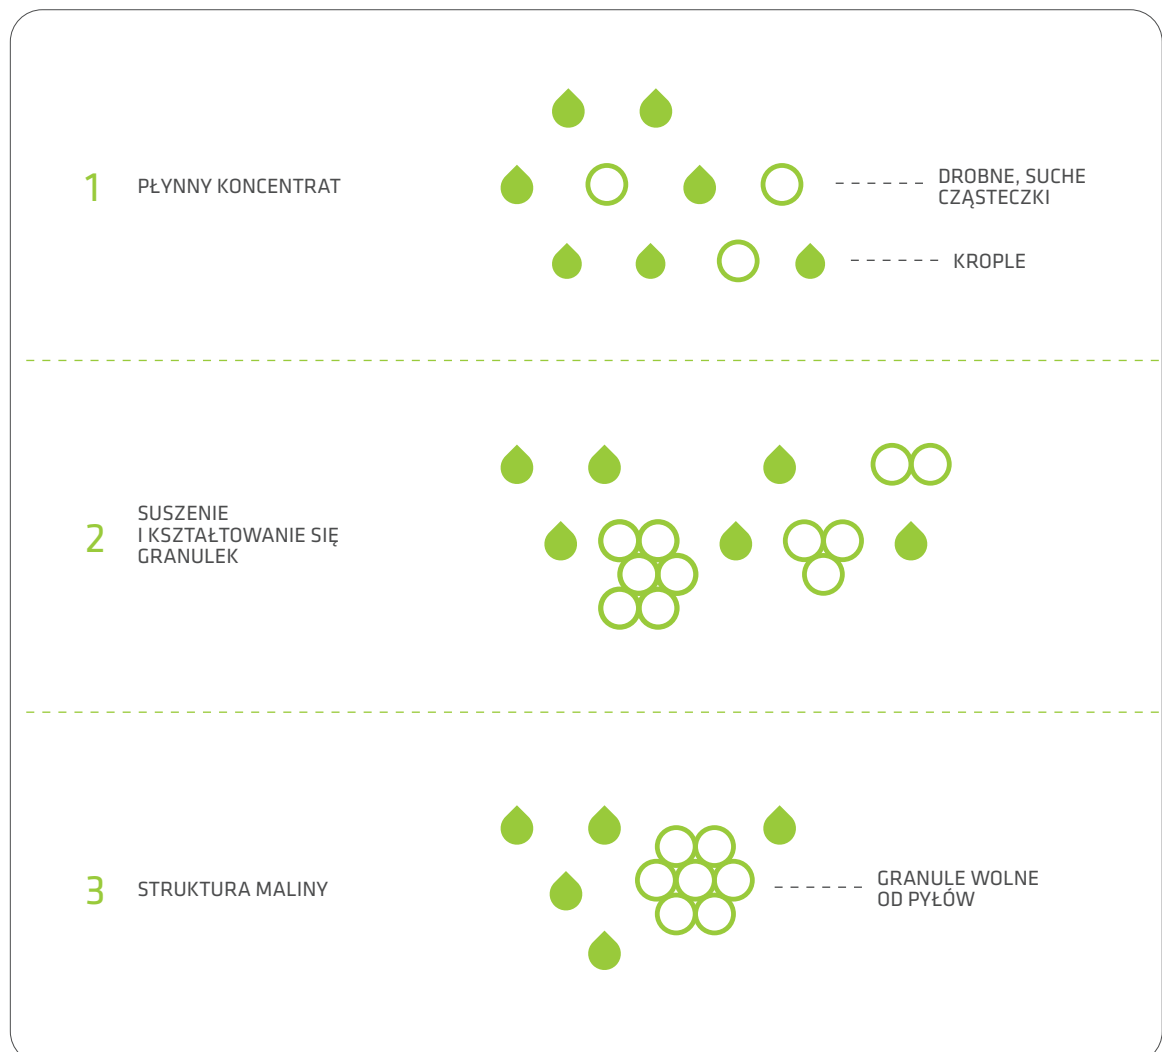 1
PŁYNNY KONCENTRAT
DROBNE, SUCHE
CZĄSTECZKI
KROPLE
2
SUSZENIE
I KSZTAŁTOWANIE SIĘ
GRANULEK
3
STRUKTURA MALINY
GRANULE WOLNE
OD PYŁÓW